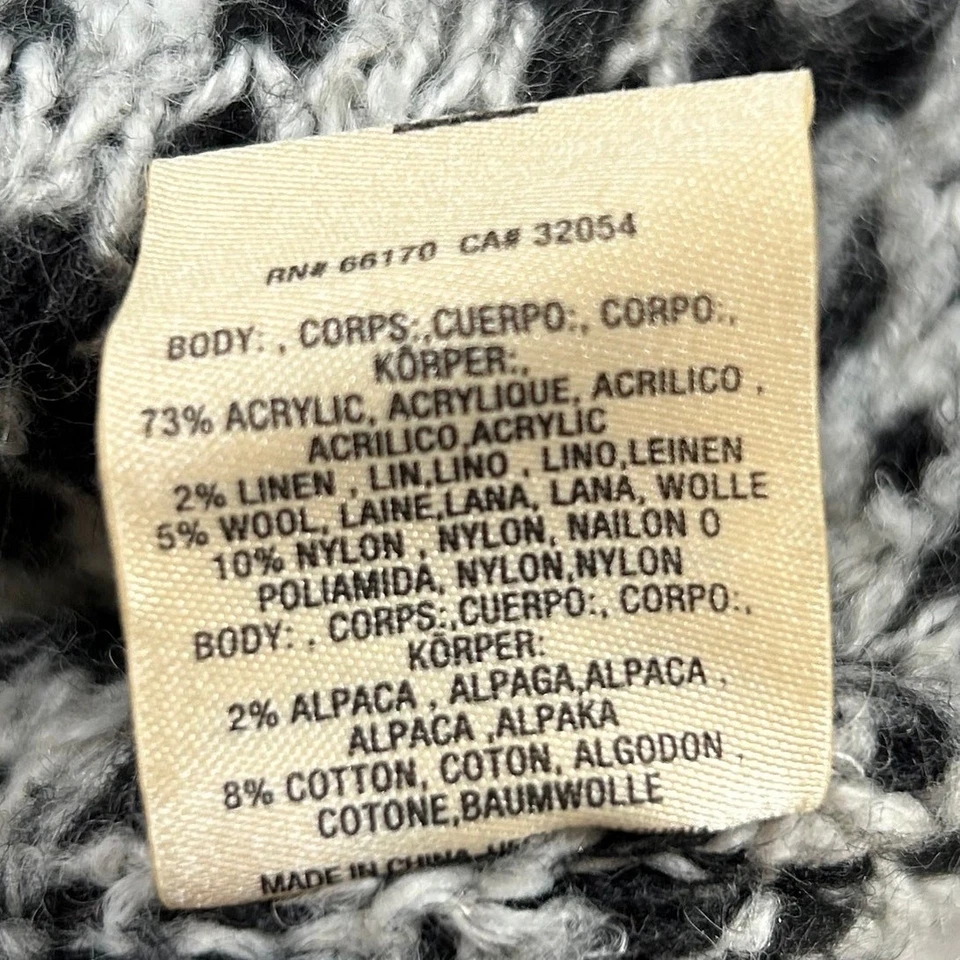 RN# 66170 CA# 32054
BODY: , CORPS:,CUERPO:, CORPO:,
KÖRPER:,
73% ACRYLIC, ACRYLIQUE, ACRILICO ,
ACRILICO,ACRYLIC
2% LINEN , LIN,LINO , LINO,LEINEN
5% WOOL, LAINE,LANA, LANA, WOLLE
10% NYLON , NYLON, NAILON O
POLIAMIDA, NYLON,NYLON
BODY: , CORPS:,CUERPO:, CORPO:,
KÖRPER:
2% ALPACA , ALPAGA,ALPACA ,
ALPACA ,ALPAKA
8% COTTON, COTON, ALGODON ,
COTONE,BAUMWOLLE
MADE IN CHINA